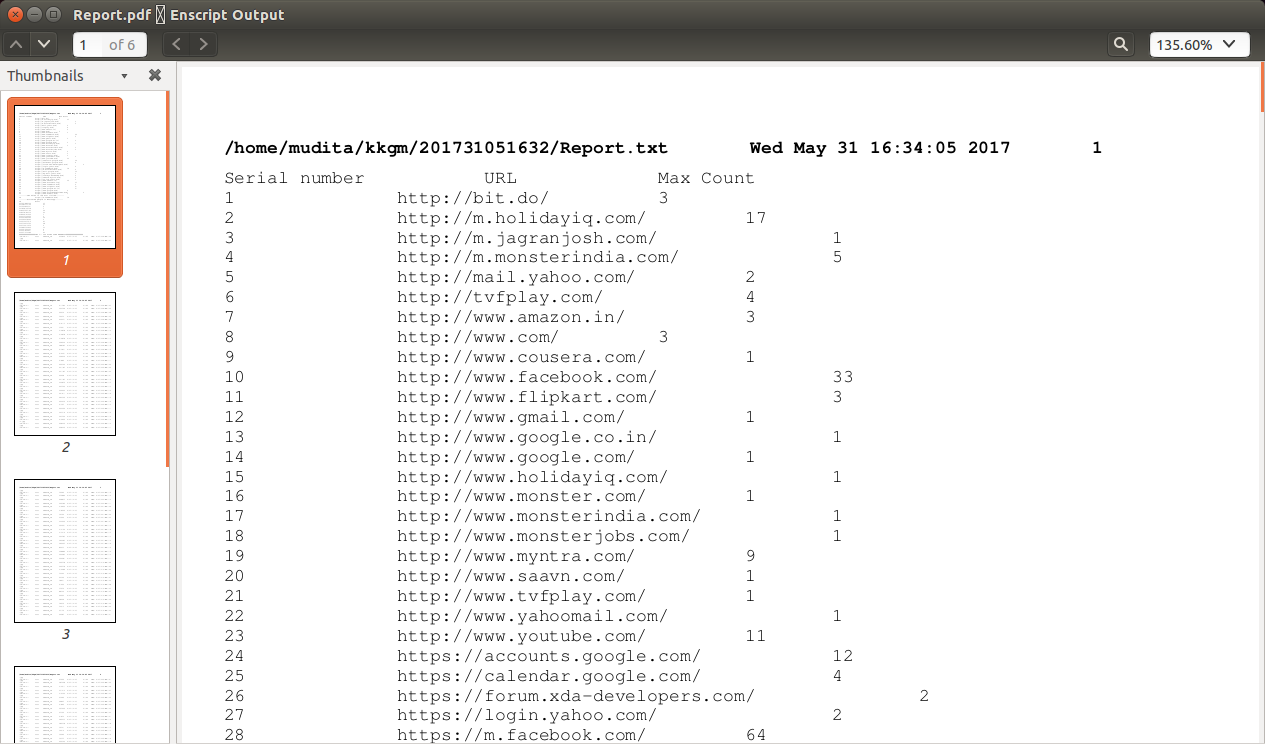 Report.pdf Enscript Output
1 of 6
135.60%
Thumbnails
1
2
3
/home/mudita/kkgm/201731051632/Report.txt Wed May 31 16:34:05 2017 1
Serial number URL Max Count
1 http://bit.do/ 3
2 http://m.holidayiq.com/ 17
3 http://m.jagranjosh.com/ 1
4 http://m.monsterindia.com/ 5
5 http://mail.yahoo.com/ 2
6 http://tvfplay.com/ 4
7 http://www.amazon.in/ 3
8 http://www.com/ 3
9 http://www.cousera.com/ 1
10 http://www.facebook.com/ 33
11 http://www.flipkart.com/ 3
12 http://www.gmail.com/ 1
13 http://www.google.co.in/ 1
14 http://www.google.com/ 1
15 http://www.holidayiq.com/ 1
16 http://www.monster.com/ 1
17 http://www.monsterindia.com/ 1
18 http://www.monsterjobs.com/ 1
19 http://www.myntra.com/ 9
20 http://www.saavn.com/ 1
21 http://www.tvfplay.com/ 1
22 http://www.yahoomail.com/ 1
23 http://www.youtube.com/ 11
24 https://accounts.google.com/ 12
25 https://calendar.google.com/ 4
26 https://forum.xda-developers.com/ 2
27 https://login.yahoo.com/ 2
28 https://m.facebook.com/ 64